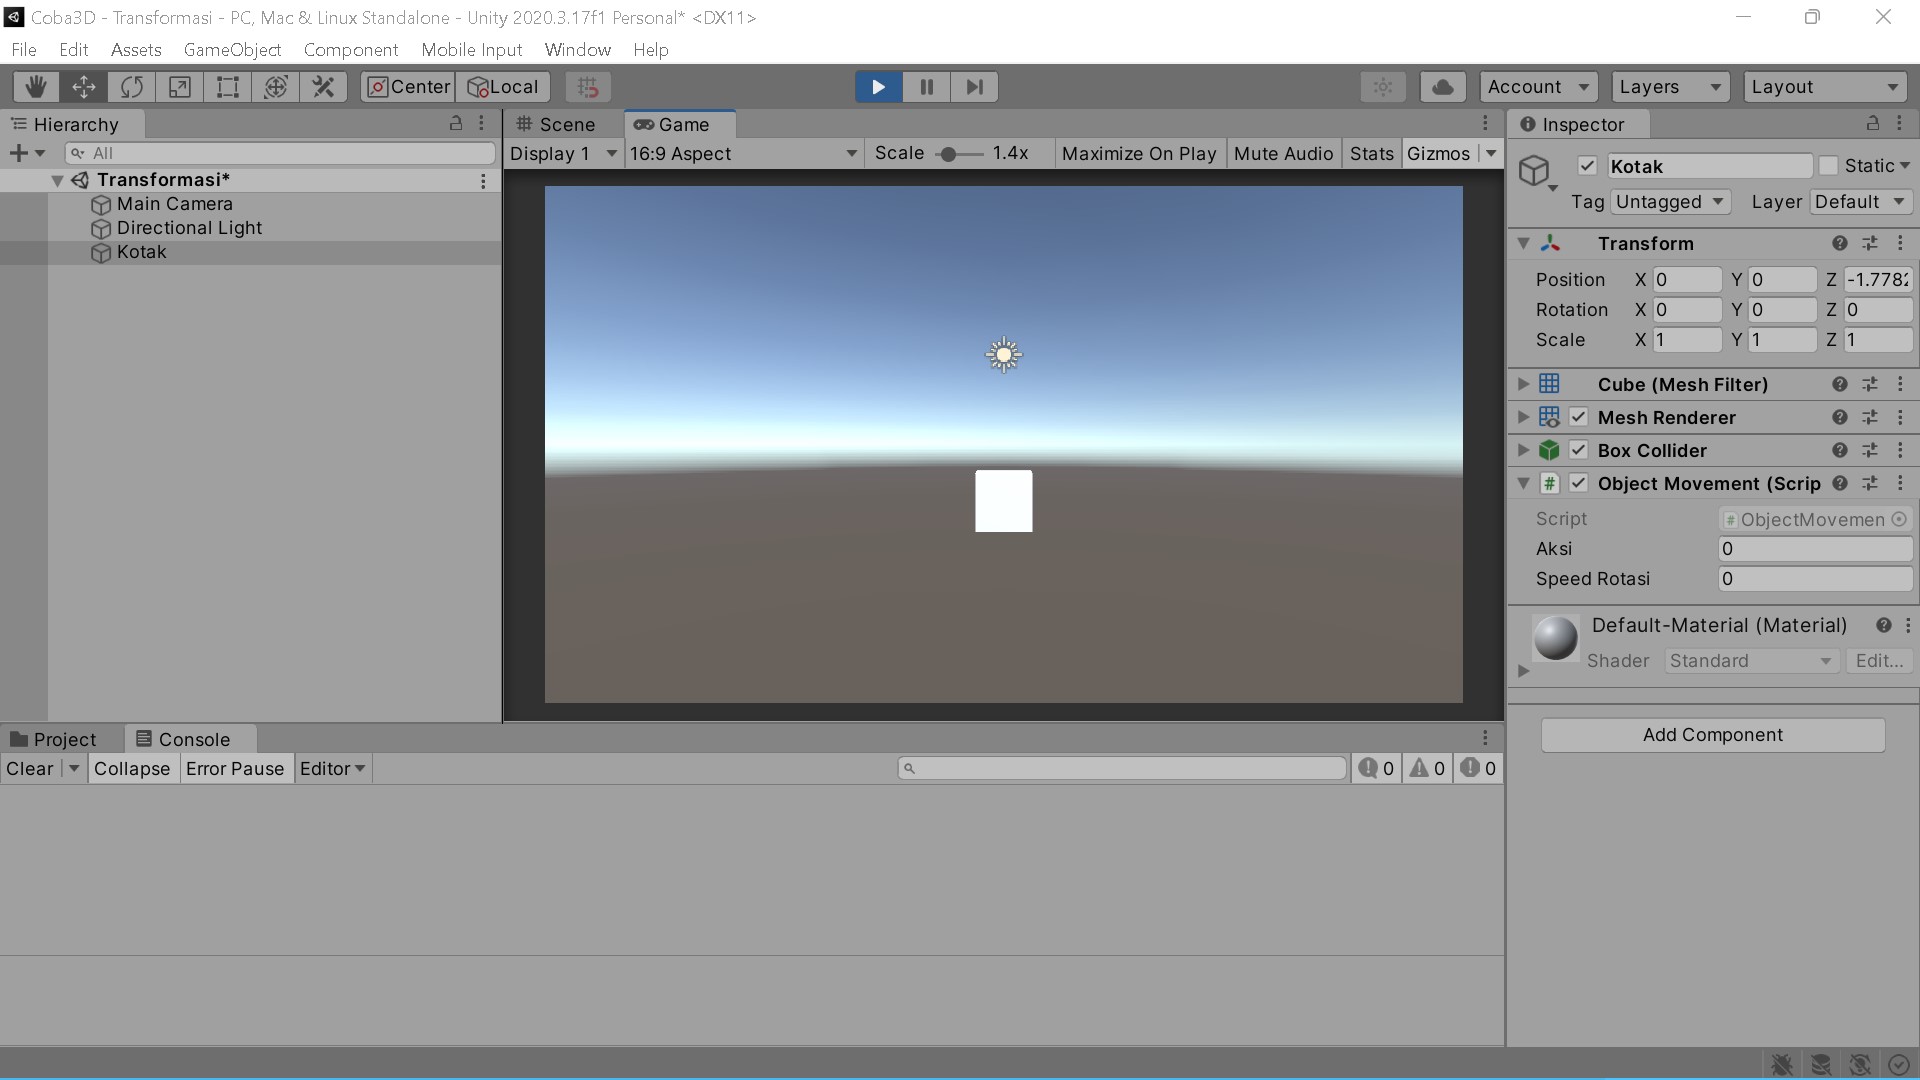 Coba3D - Transformasi - PC, Mac & Linux Standalone - Unity 2020.3.17f1 Personal* <DX11>
File Edit Assets GameObject Component Mobile Input Window Help
Center Local Account Layers Layout
Hierarchy
All
Transformasi*
Main Camera
Directional Light
Kotak
Scene Game
Display 1 16:9 Aspect Scale 1.4x Maximize On Play Mute Audio Stats Gizmos
Inspector
Kotak Static
Tag Untagged Layer Default
Transform
Position X 0 Y 0 Z -1.778
Rotation X 0 Y 0 Z 0
Scale X 1 Y 1 Z 1
Cube (Mesh Filter)
Mesh Renderer
Box Collider
# Object Movement (Scrip
Script # ObjectMovemen
Aksi 0
Speed Rotasi 0
Default-Material (Material)
Shader Standard Edit...
Add Component
Project Console
Clear Collapse Error Pause Editor 0 0 0